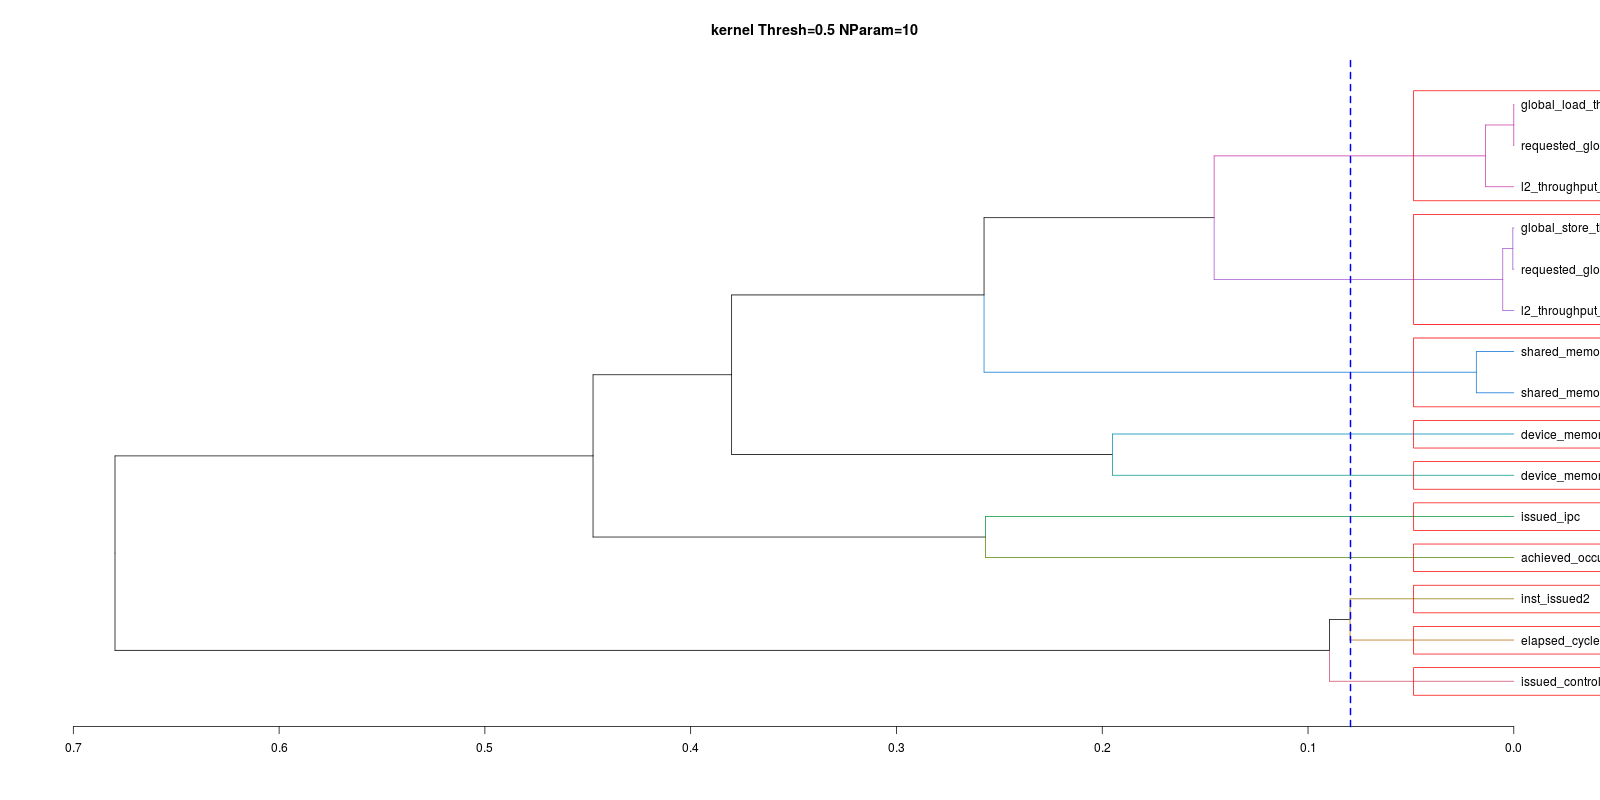 kernel Thresh=0.5 NParam=10
global_load_th
requested_glo
l2_throughput_
global_store_t
requested_glo
l2_throughput_
shared_memo
shared_memo
device_memor
device_memor
issued_ipc
achieved_occu
inst_issued2
elapsed_cycle
issued_control
0.7 0.6 0.5 0.4 0.3 0.2 0.1 0.0